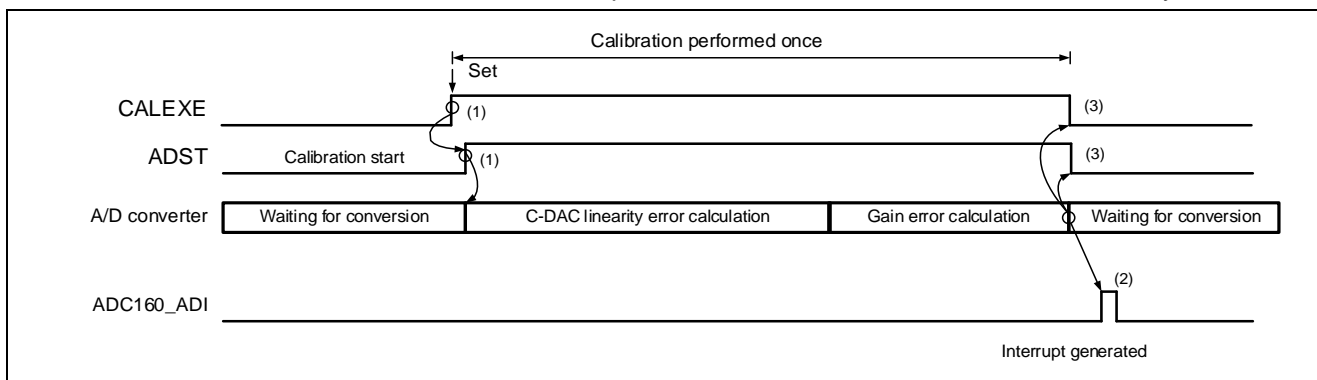 Calibration performed once
Set
CALEXE (1) (3)
ADST Calibration start (1) (3)
A/D converter Waiting for conversion C-DAC linearity error calculation Gain error calculation Waiting for conversion
(2)
ADC160_ADI
Interrupt generated